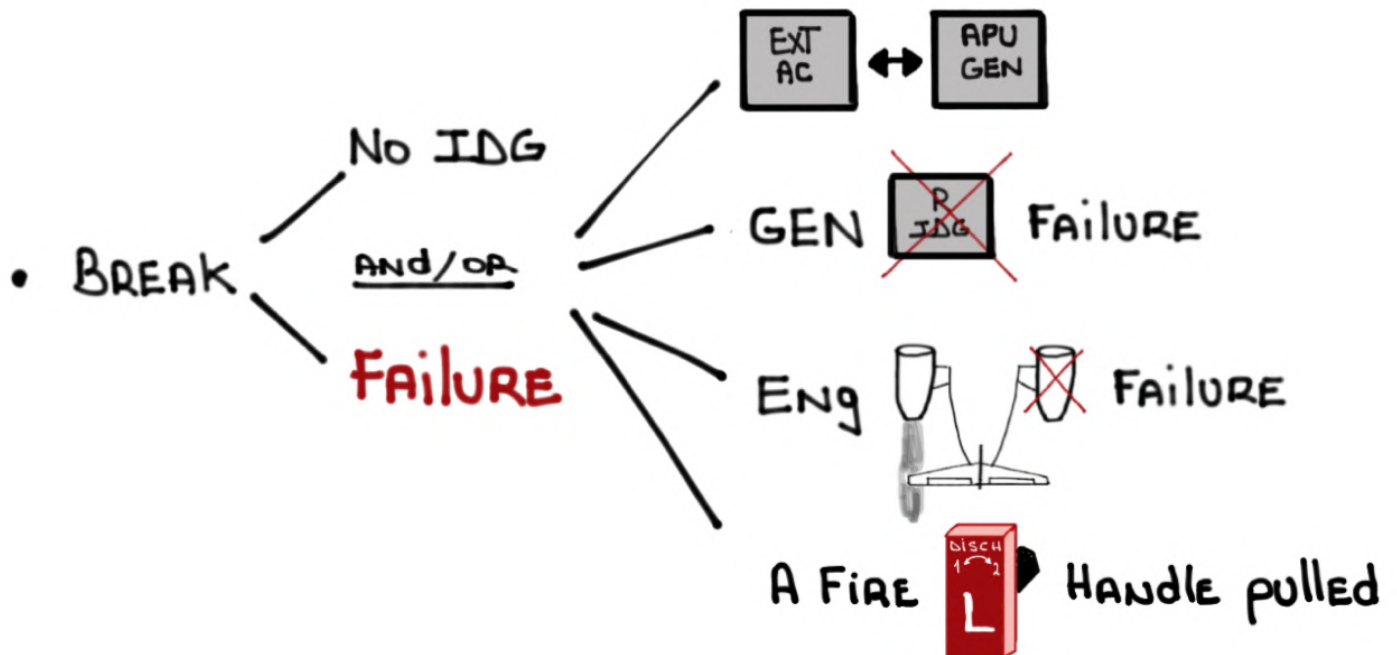 EXT
AC
APU
GEN
No IDG
GEN
R
IDG
FAILURE
• BREAK
AND/OR
FAILURE
ENg
FAILURE
A FIRE
DISCH
1 2
L
HANDLE pulled